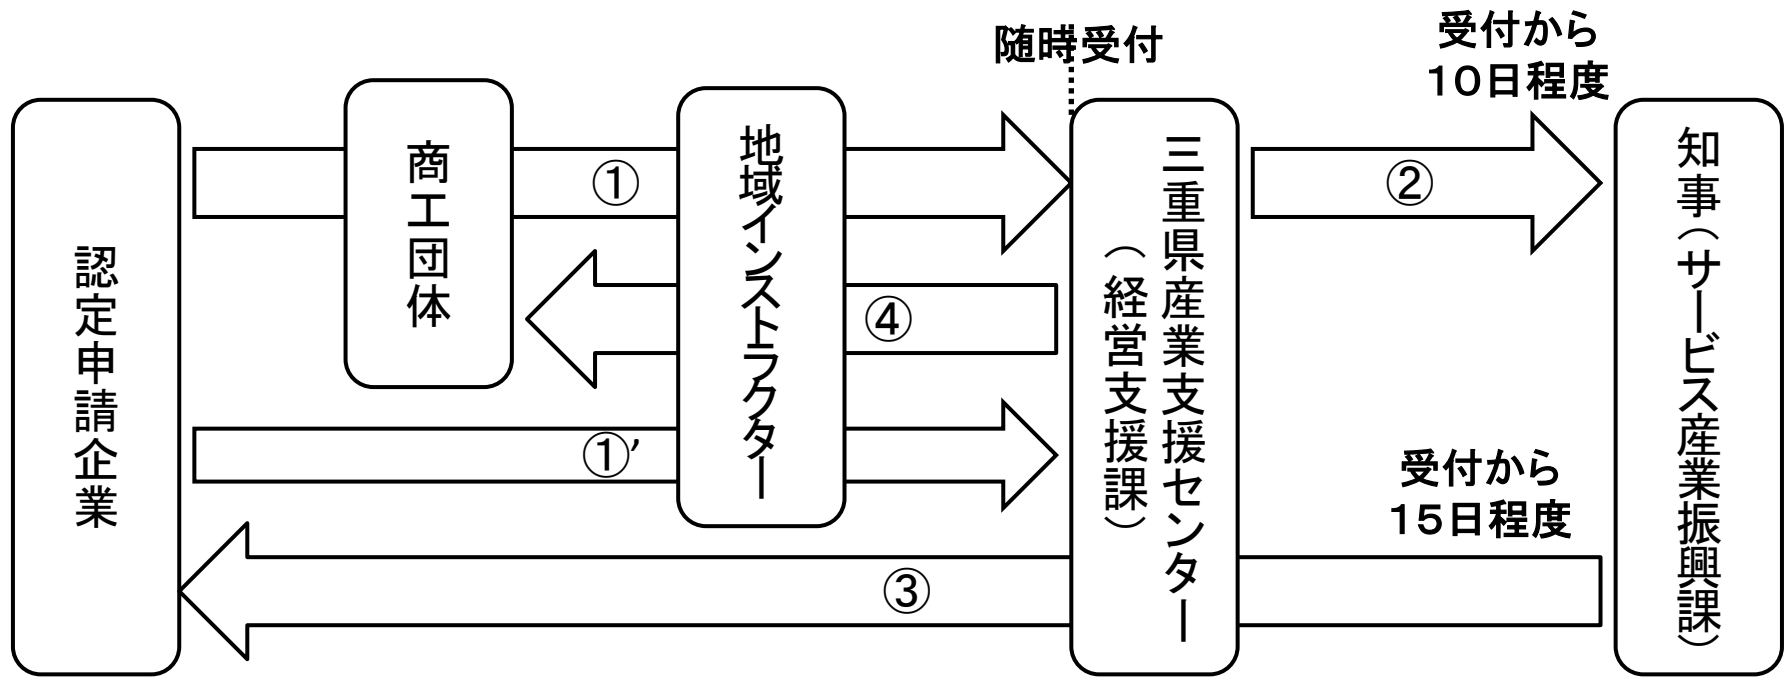 随時受付
受付から
10日程度
認定申請企業
商工団体
①
地域インストラクター
三重県産業支援センター
（経営支援課）
②
知事（サービス産業振興課）
④
①’
受付から
15日程度
③